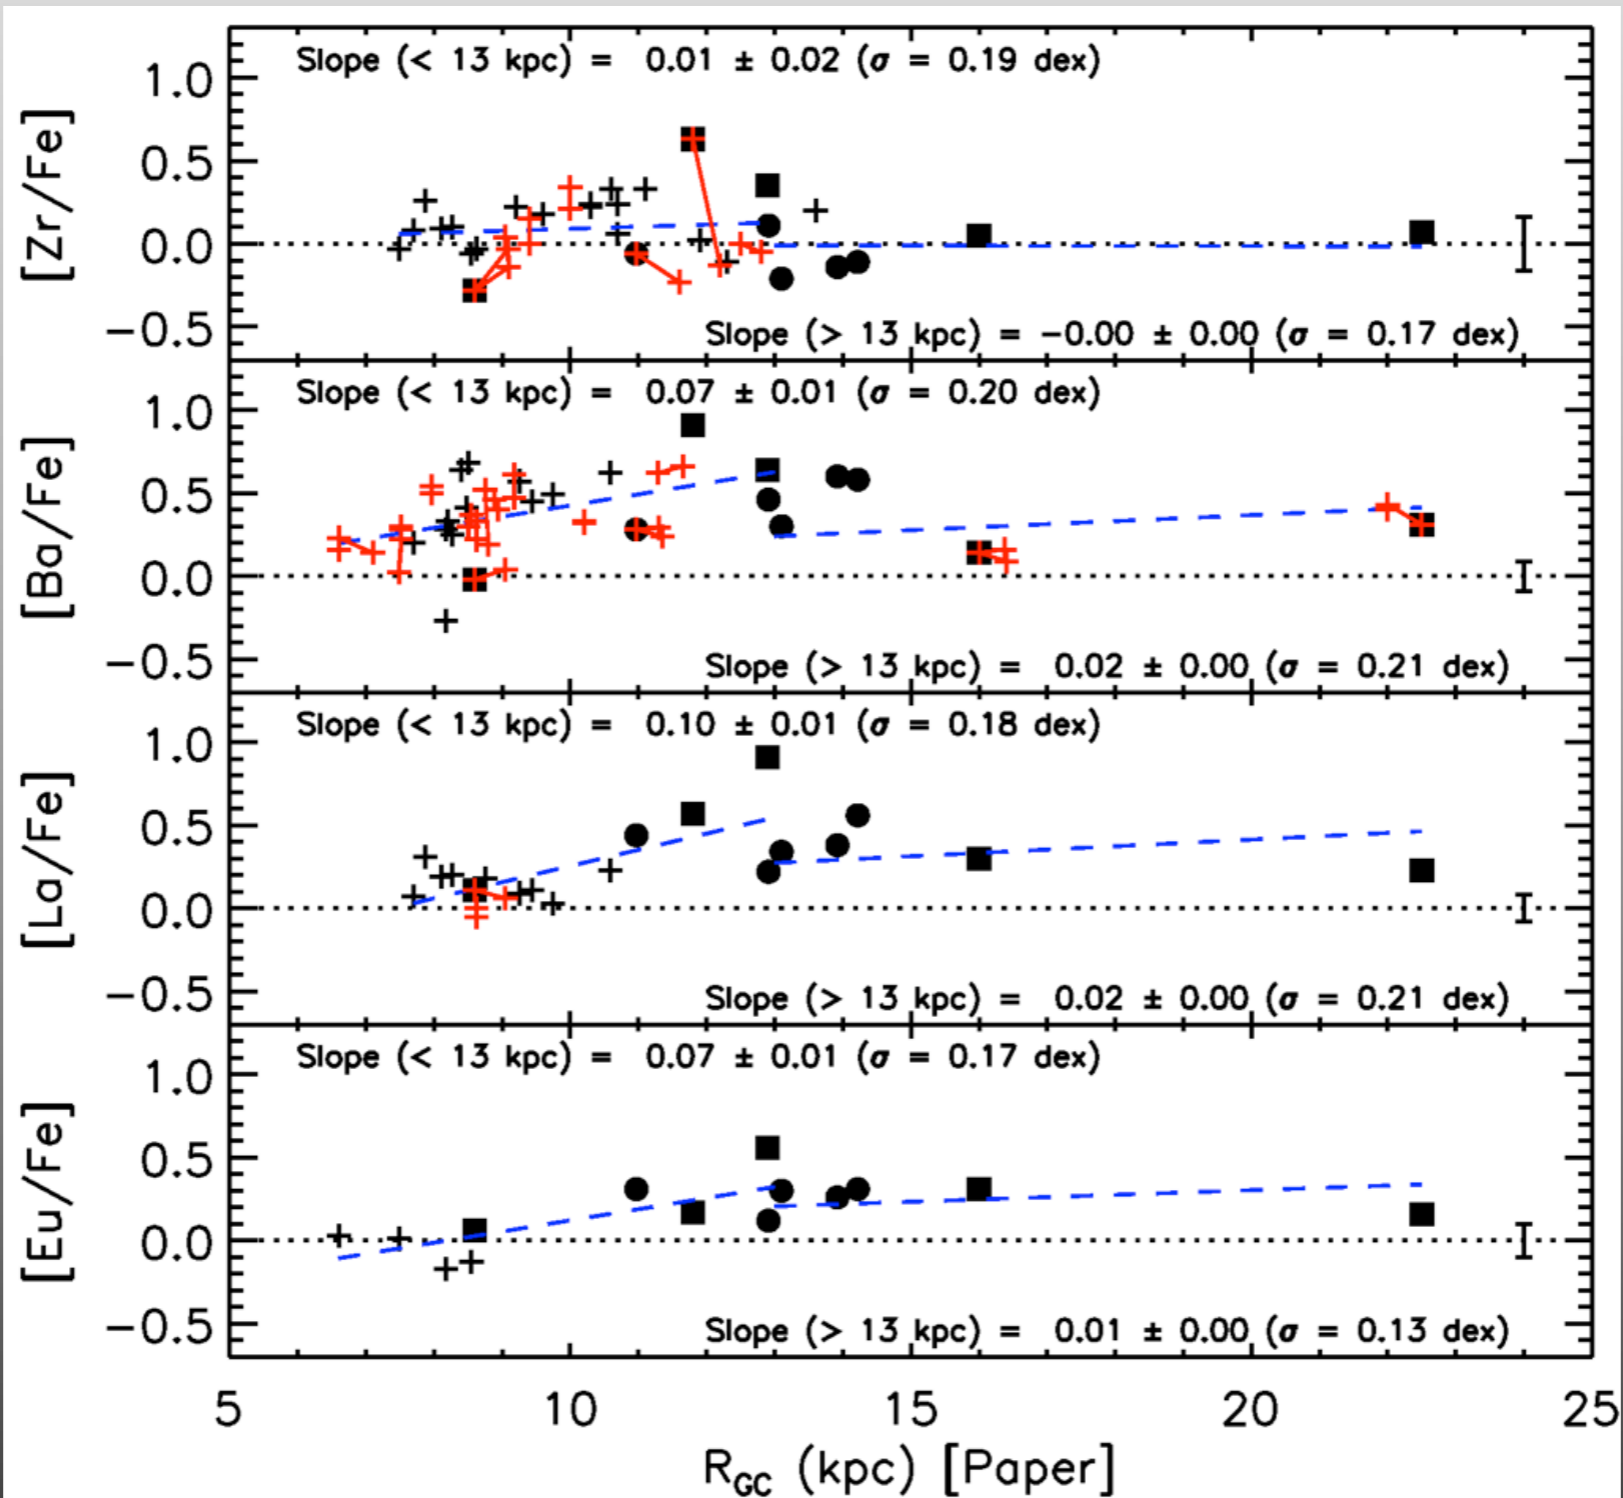 Slope (< 13 kpc) = 0.01 ± 0.02 (σ = 0.19 dex)
1.0
0.5
0.0
−0.5
[Zr/Fe]
Slope (> 13 kpc) = −0.00 ± 0.00 (σ = 0.17 dex)
Slope (< 13 kpc) = 0.07 ± 0.01 (σ = 0.20 dex)
1.0
0.5
0.0
−0.5
[Ba/Fe]
Slope (> 13 kpc) = 0.02 ± 0.00 (σ = 0.21 dex)
Slope (< 13 kpc) = 0.10 ± 0.01 (σ = 0.18 dex)
1.0
0.5
0.0
−0.5
[La/Fe]
Slope (> 13 kpc) = 0.02 ± 0.00 (σ = 0.21 dex)
Slope (< 13 kpc) = 0.07 ± 0.01 (σ = 0.17 dex)
1.0
0.5
0.0
−0.5
[Eu/Fe]
Slope (> 13 kpc) = 0.01 ± 0.00 (σ = 0.13 dex)
5 10 15 20 25
R_GC (kpc) [Paper]